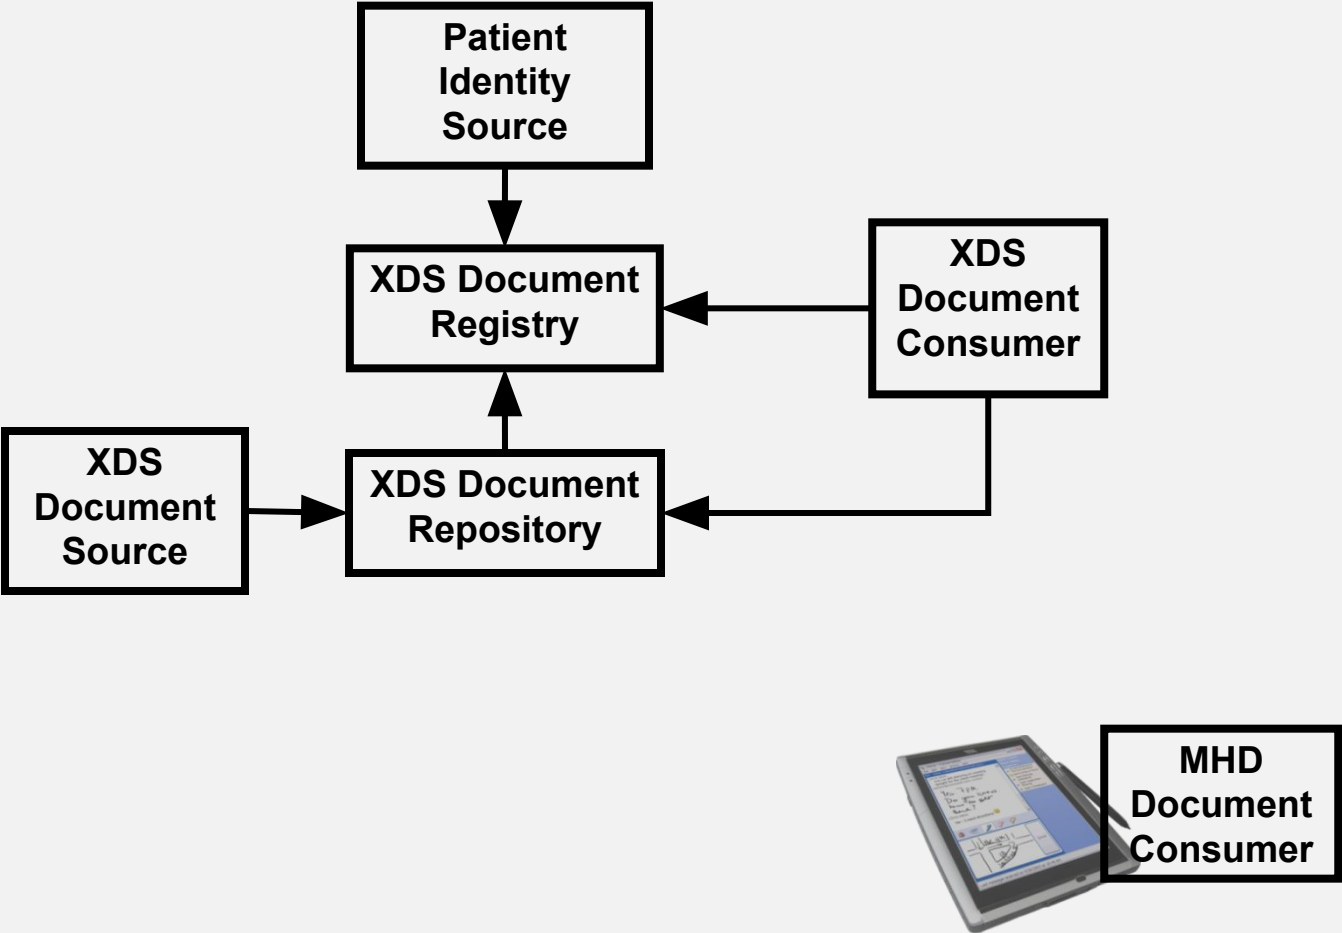 Patient
Identity
Source
XDS Document
Registry
XDS
Document
Consumer
XDS
Document
Source
XDS Document
Repository
MHD
Document
Consumer